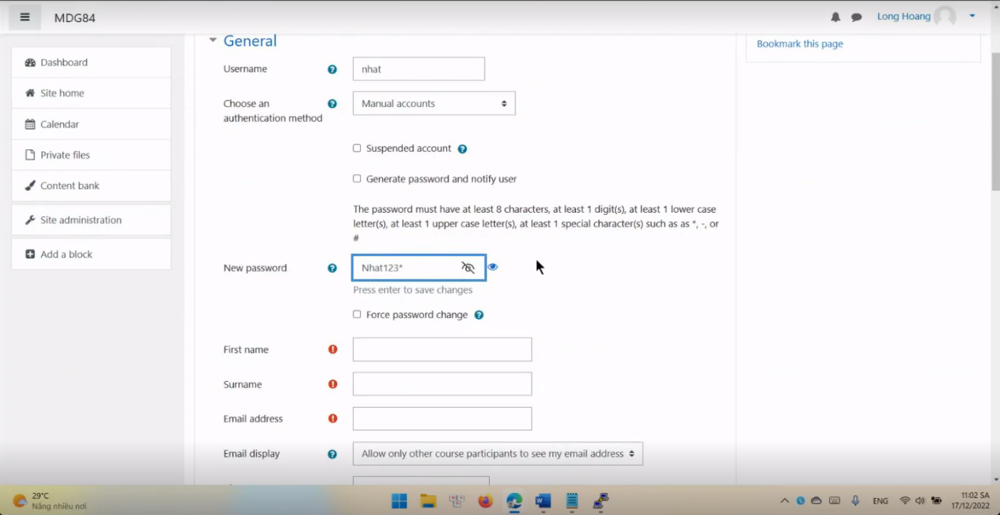 MDG84
Long Hoang
General
Bookmark this page
Dashboard
Username
nhat
Site home
Choose an
authentication method
Manual accounts
Calendar
Private files
Suspended account
Content bank
Generate password and notify user
Site administration
The password must have at least 8 characters, at least 1 digit(s), at least 1 lower case
letter(s), at least 1 upper case letter(s), at least 1 special character(s) such as as *, -, or
#
Add a block
New password
Nhat123*
Press enter to save changes
Force password change
First name
Surname
Email address
Email display
Allow only other course participants to see my email address
29°C
Nắng nhiều nơi
ENG
11:02 SA
17/12/2022